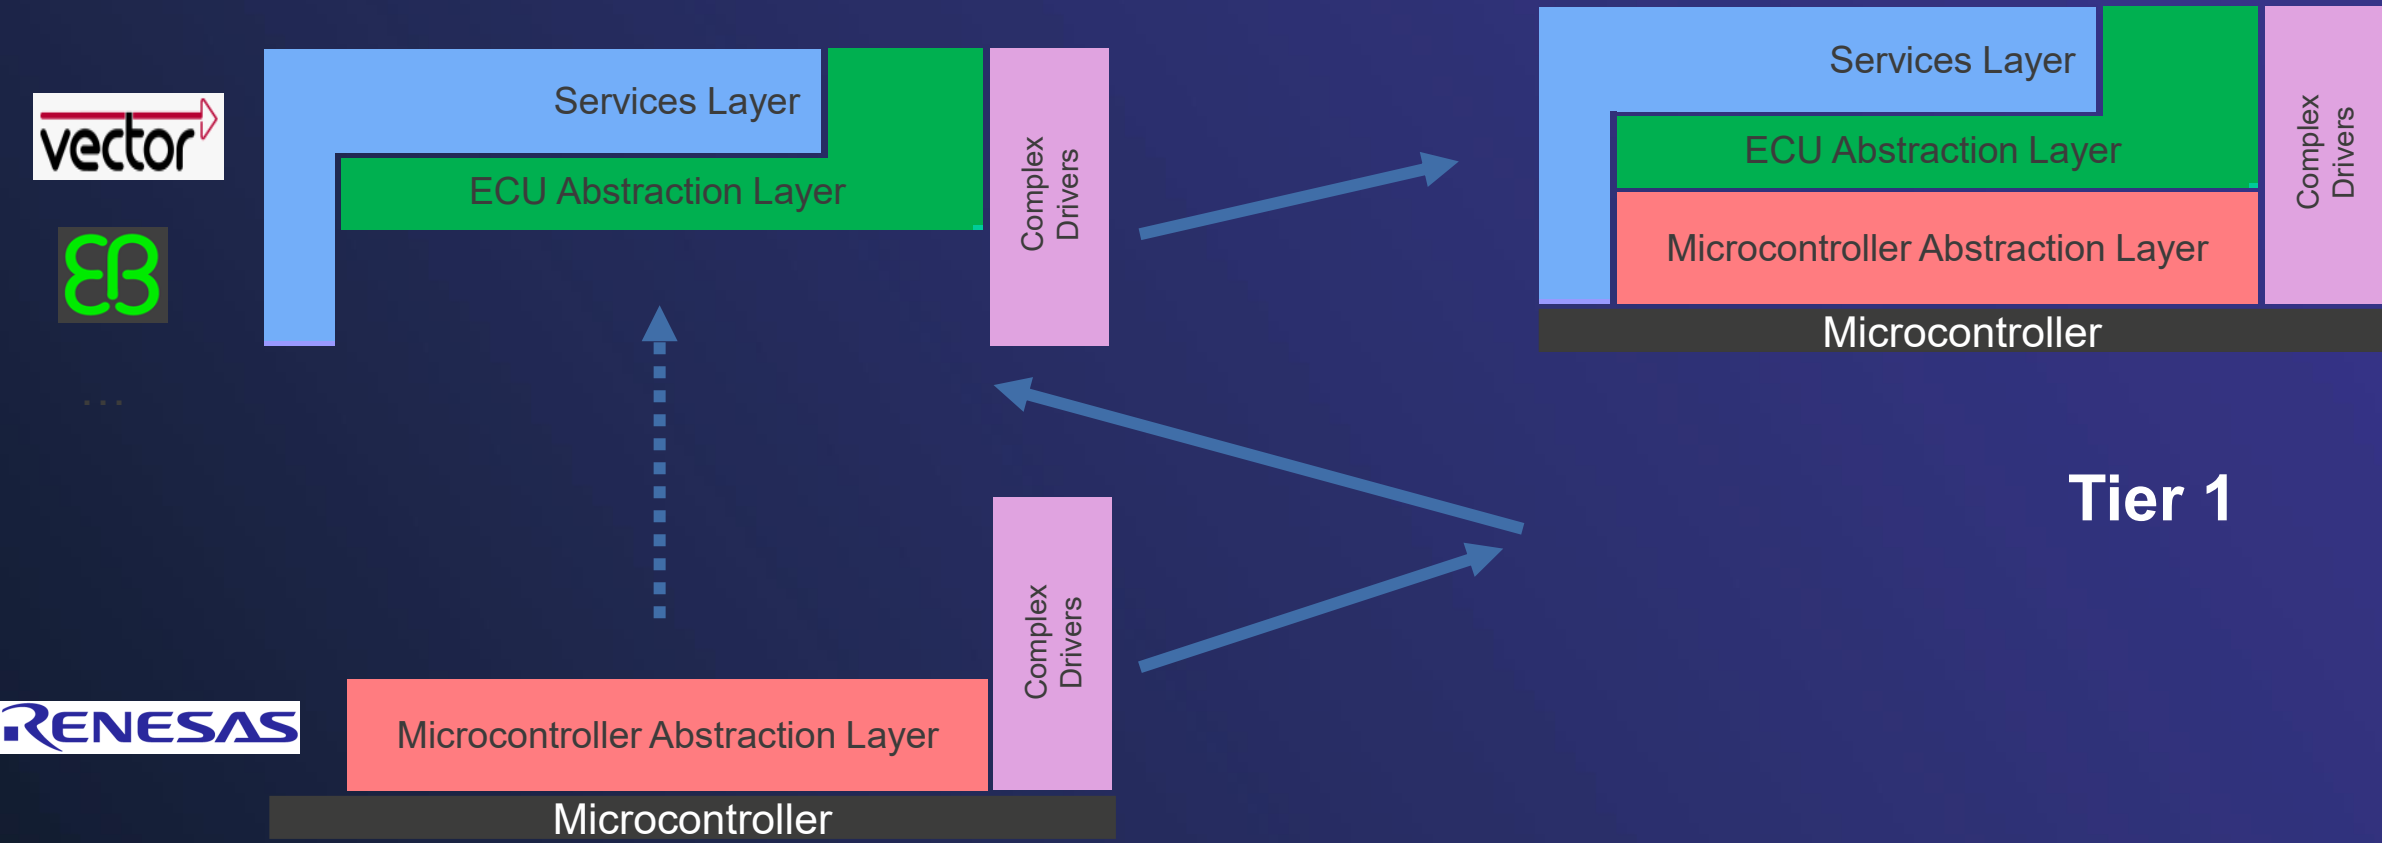 vector
EB
...
RENESAS
Services Layer
ECU Abstraction Layer
Complex
Drivers
Microcontroller Abstraction Layer
Complex
Drivers
Microcontroller
Services Layer
ECU Abstraction Layer
Microcontroller Abstraction Layer
Complex
Drivers
Microcontroller
Tier 1